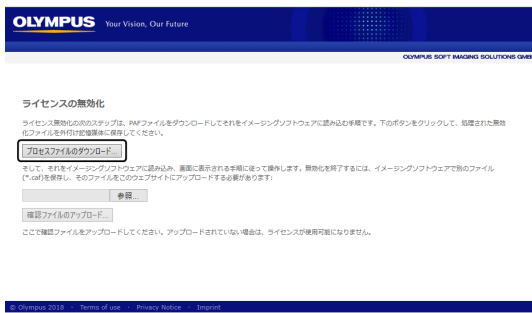 OLYMPUS Your Vision, Our Future
OLYMPUS SOFT IMAGING SOLUTIONS GMB
ライセンスの無効化
ライセンス無効化の次のステップは、PAFファイルをダウンロードしてそれをイメージングソフトウェアに読み込む手順です。下のボタンをクリックして、処理された無効
化ファイルを外付け記憶媒体に保存してください。
プロセスファイルのダウンロード...
そして、それをイメージングソフトウェアに読み込み、画面に表示される手順に従って操作します。無効化を終了するには、イメージングソフトウェアで別のファイル
(*.caf)を保存し、そのファイルをこのウェブサイトにアップロードする必要があります:
参照...
確認ファイルのアップロード...
ここで確認ファイルをアップロードしてください。アップロードされていない場合は、ライセンスが使用可能になりません。
© Olympus 2018 · Terms of use · Privacy Notice · Imprint